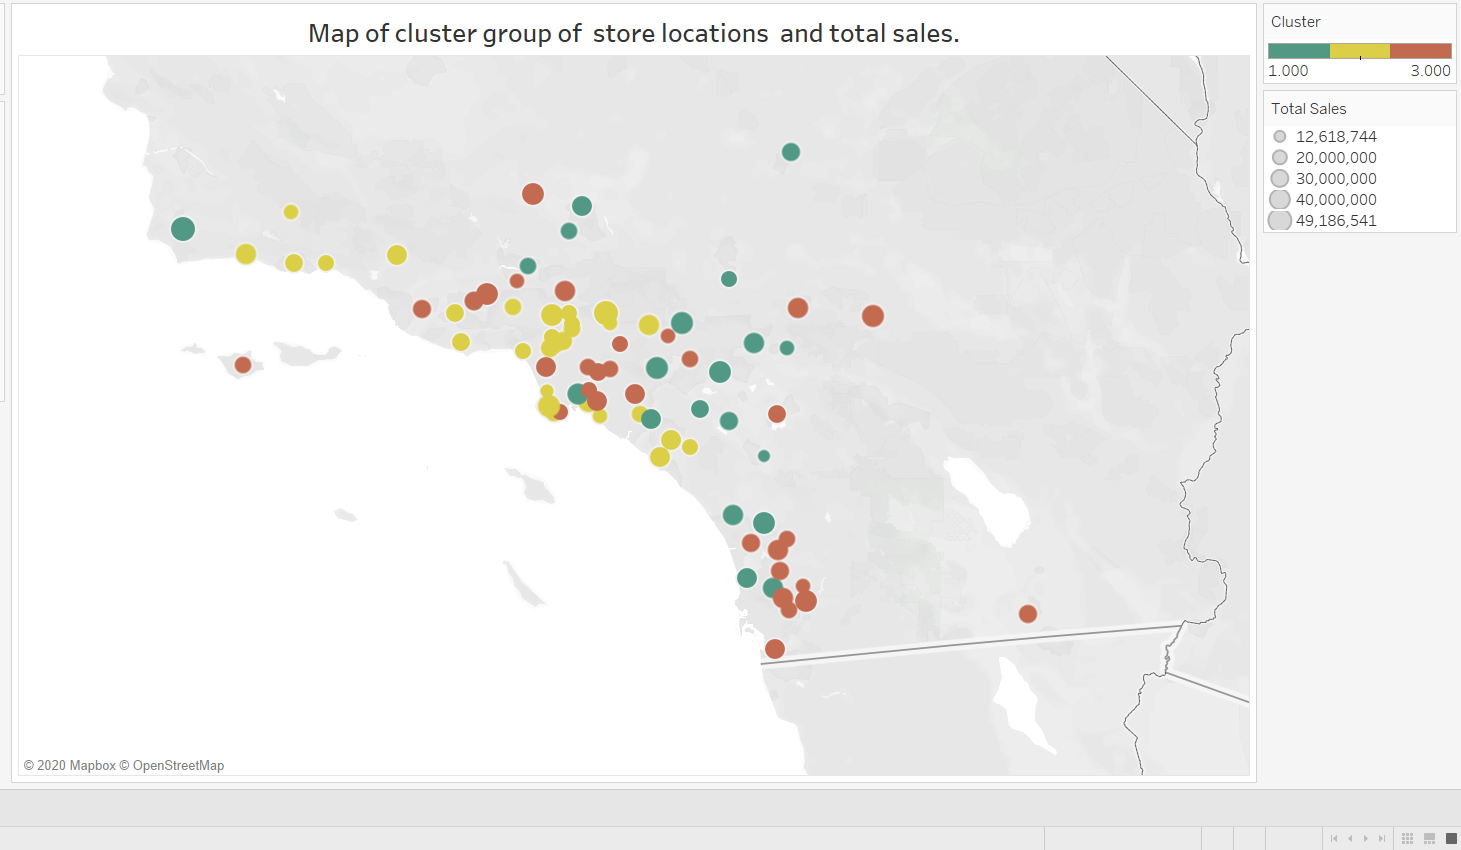 Map of cluster group of  store locations  and total sales.
Cluster
1.000 3.000
Total Sales
12,618,744
20,000,000
30,000,000
40,000,000
49,186,541
© 2020 Mapbox © OpenStreetMap